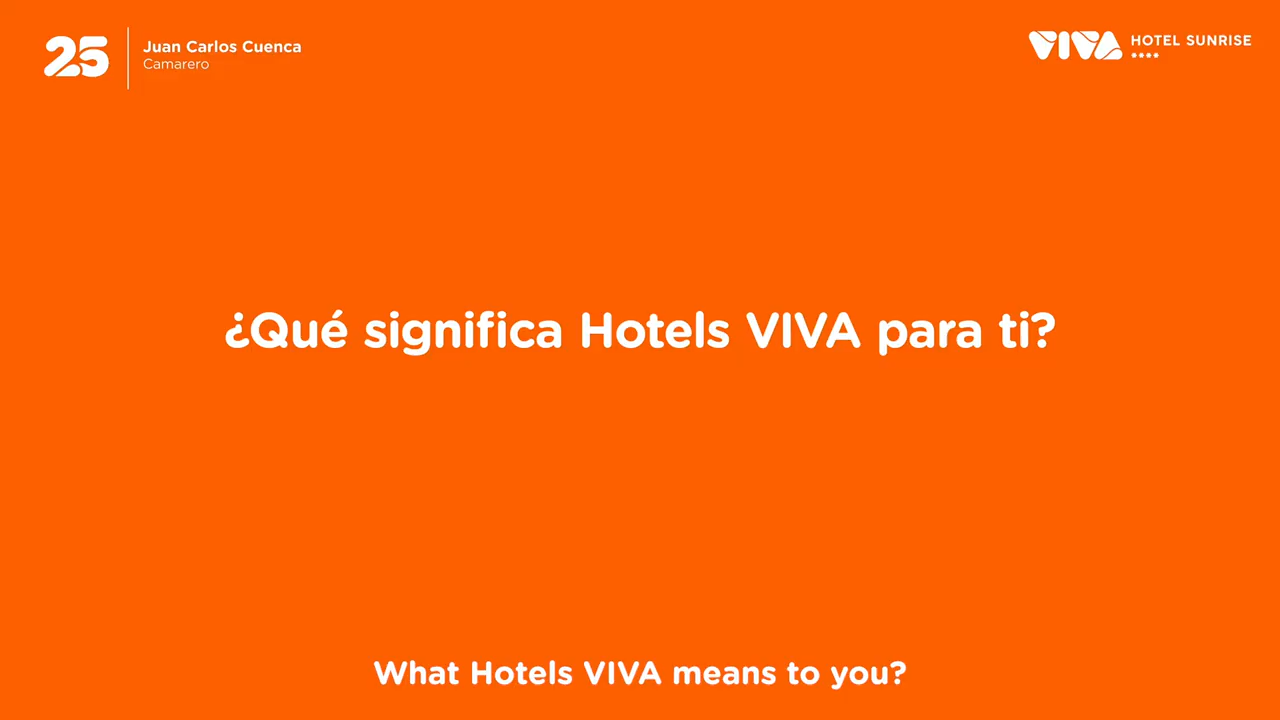 25
Juan Carlos Cuenca
Camarero
VIVA HOTEL SUNRISE
¿Qué significa Hotels VIVA para ti?
What Hotels VIVA means to you?